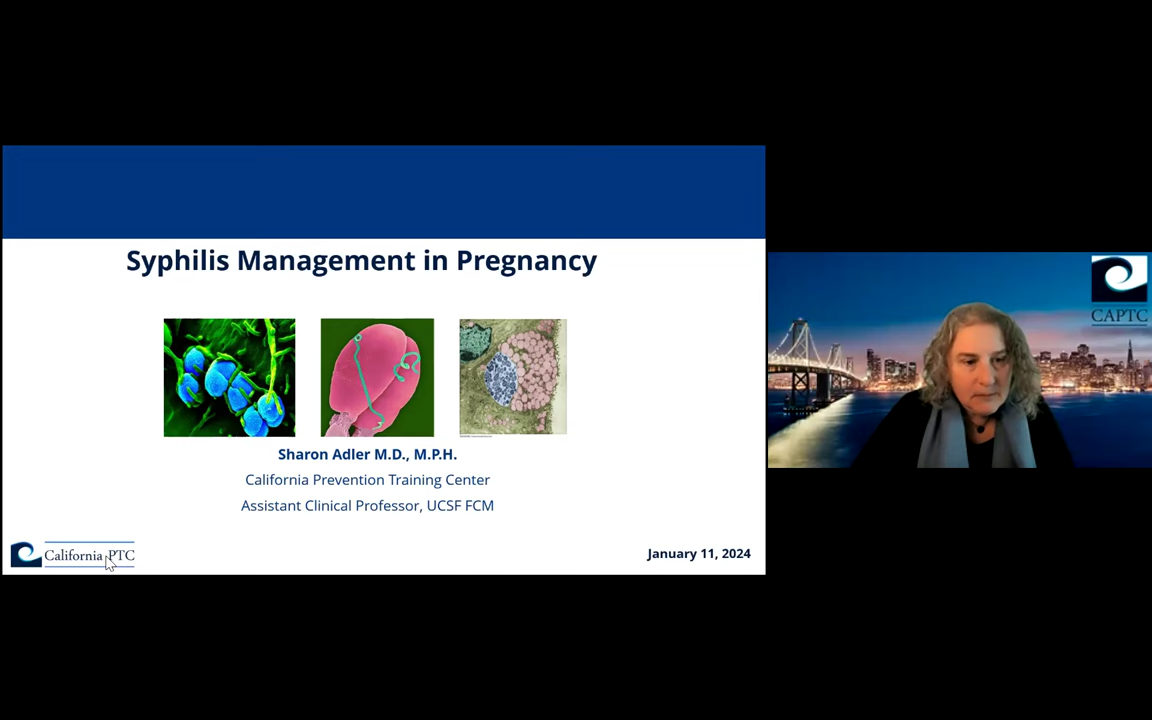 Syphilis Management in Pregnancy
Sharon Adler M.D., M.P.H.
California Prevention Training Center
Assistant Clinical Professor, UCSF FCM
California PTC
January 11, 2024
CAPTC